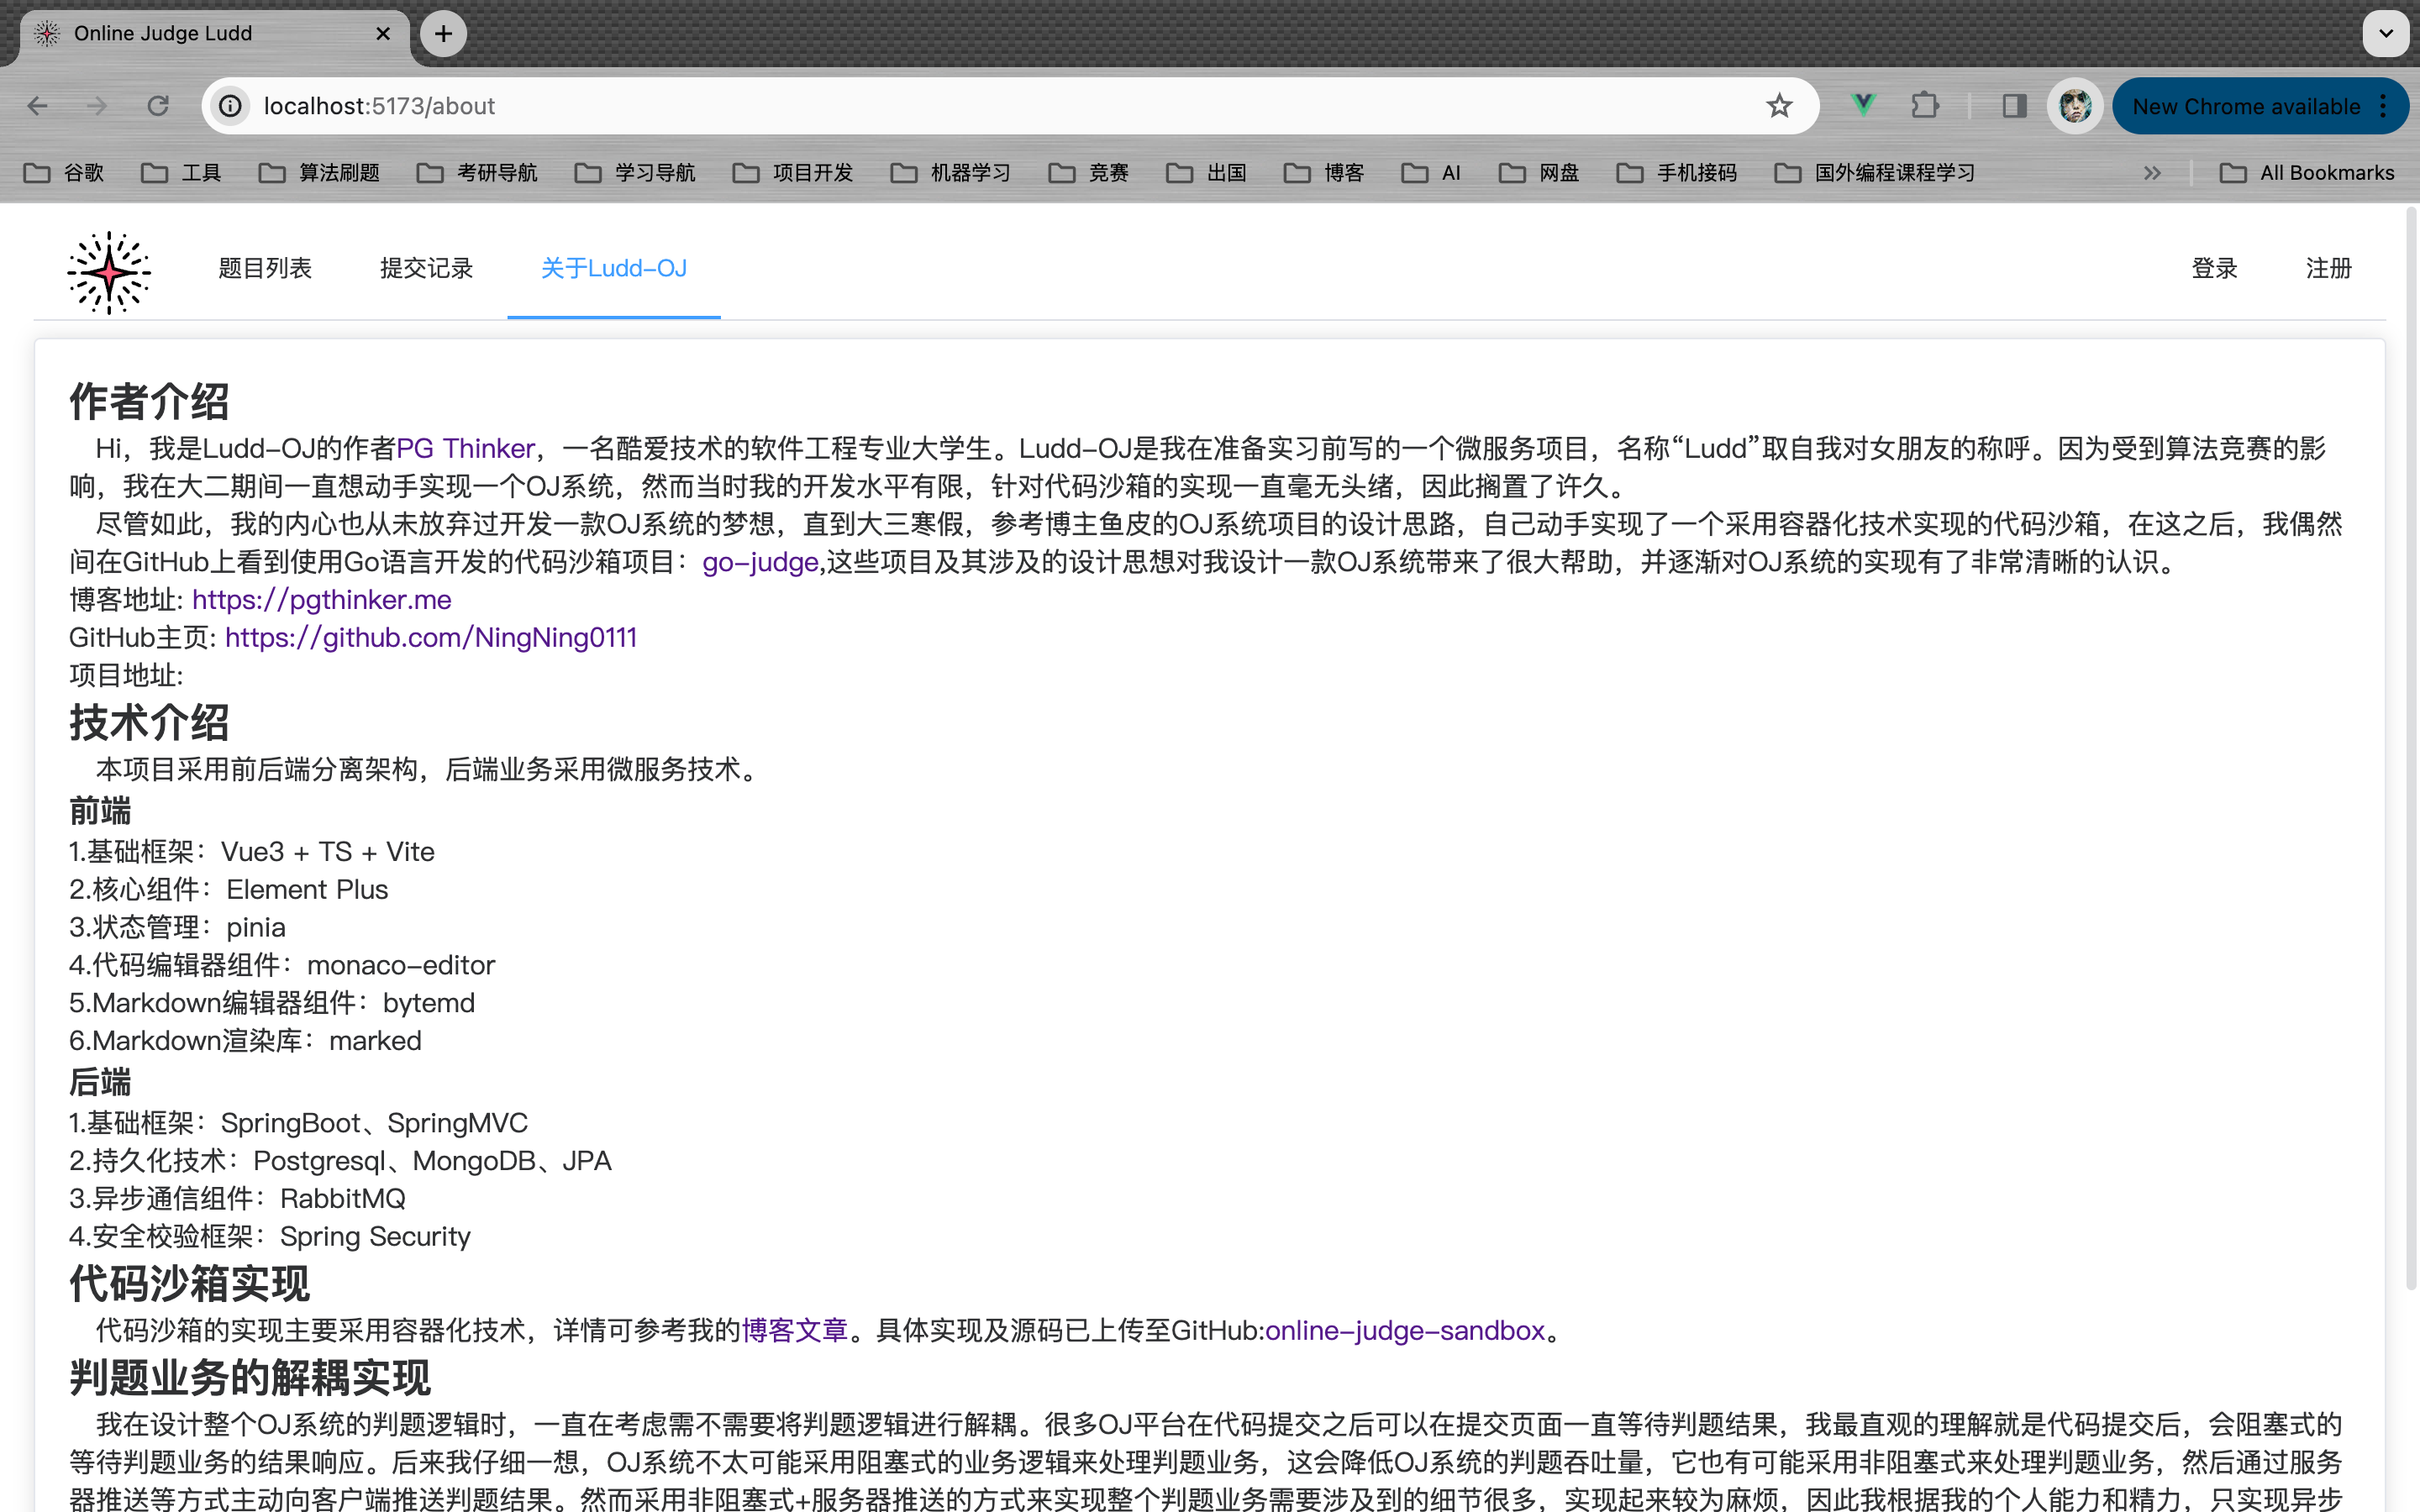 Online Judge Ludd
localhost:5173/about
New Chrome available
谷歌 工具 算法刷题 考研导航 学习导航 项目开发 机器学习 竞赛 出国 博客 AI 网盘 手机接码 国外编程课程学习 All Bookmarks
题目列表 提交记录 关于Ludd-OJ 登录 注册
作者介绍
Hi，我是Ludd-OJ的作者PG Thinker，一名酷爱技术的软件工程专业大学生。Ludd-OJ是我在准备实习前写的一个微服务项目，名称“Ludd”取自我对女朋友的称呼。因为受到算法竞赛的影
响，我在大二期间一直想动手实现一个OJ系统，然而当时我的开发水平有限，针对代码沙箱的实现一直毫无头绪，因此搁置了许久。
尽管如此，我的内心也从未放弃过开发一款OJ系统的梦想，直到大三寒假，参考博主鱼皮的OJ系统项目的设计思路，自己动手实现了一个采用容器化技术实现的代码沙箱，在这之后，我偶然
间在GitHub上看到使用Go语言开发的代码沙箱项目：go-judge,这些项目及其涉及的设计思想对我设计一款OJ系统带来了很大帮助，并逐渐对OJ系统的实现有了非常清晰的认识。
博客地址: https://pgthinker.me
GitHub主页: https://github.com/NingNing0111
项目地址:
技术介绍
本项目采用前后端分离架构，后端业务采用微服务技术。
前端
1.基础框架：Vue3 + TS + Vite
2.核心组件：Element Plus
3.状态管理：pinia
4.代码编辑器组件：monaco-editor
5.Markdown编辑器组件：bytemd
6.Markdown渲染库：marked
后端
1.基础框架：SpringBoot、SpringMVC
2.持久化技术：Postgresql、MongoDB、JPA
3.异步通信组件：RabbitMQ
4.安全校验框架：Spring Security
代码沙箱实现
代码沙箱的实现主要采用容器化技术，详情可参考我的博客文章。具体实现及源码已上传至GitHub:online-judge-sandbox。
判题业务的解耦实现
我在设计整个OJ系统的判题逻辑时，一直在考虑需不需要将判题逻辑进行解耦。很多OJ平台在代码提交之后可以在提交页面一直等待判题结果，我最直观的理解就是代码提交后，会阻塞式的
等待判题业务的结果响应。后来我仔细一想，OJ系统不太可能采用阻塞式的业务逻辑来处理判题业务，这会降低OJ系统的判题吞吐量，它也有可能采用非阻塞式来处理判题业务，然后通过服务
器推送等方式主动向客户端推送判题结果。然而采用非阻塞式+服务器推送的方式来实现整个判题业务需要涉及到的细节很多，实现起来较为麻烦，因此我根据我的个人能力和精力，只实现异步